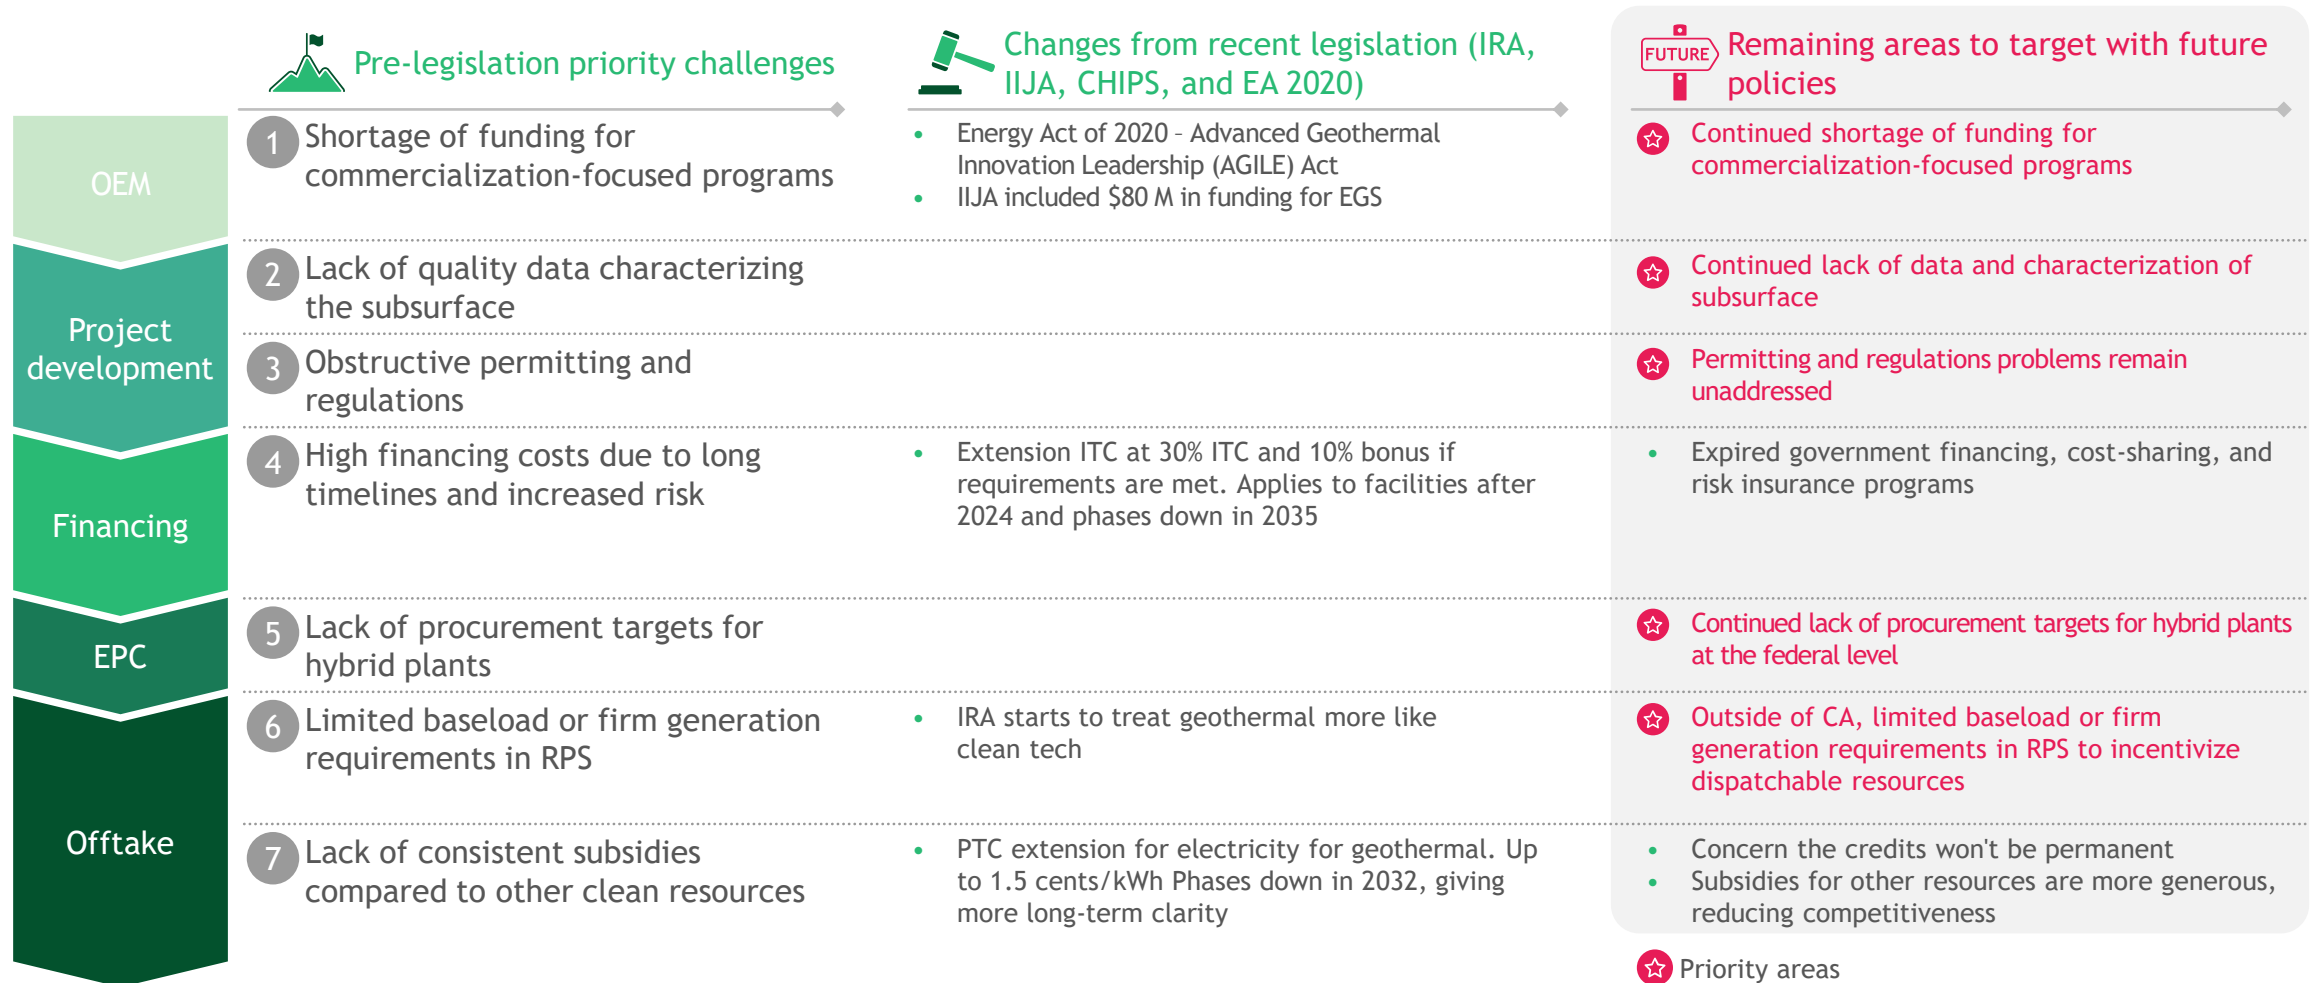 Pre-legislation priority challenges
Changes from recent legislation (IRA,
IIJA, CHIPS, and EA 2020)
FUTURE
Remaining areas to target with future
policies
OEM
1
Shortage of funding for
commercialization-focused programs
• Energy Act of 2020 – Advanced Geothermal
Innovation Leadership (AGILE) Act
• IIJA included $80 M in funding for EGS
Continued shortage of funding for
commercialization-focused programs
Project
development
2
Lack of quality data characterizing
the subsurface
Continued lack of data and characterization of
subsurface
3
Obstructive permitting and
regulations
Permitting and regulations problems remain
unaddressed
Financing
4
High financing costs due to long
timelines and increased risk
• Extension ITC at 30% ITC and 10% bonus if
requirements are met. Applies to facilities after
2024 and phases down in 2035
• Expired government financing, cost-sharing, and
risk insurance programs
EPC
5
Lack of procurement targets for
hybrid plants
Continued lack of procurement targets for hybrid plants
at the federal level
Offtake
6
Limited baseload or firm generation
requirements in RPS
• IRA starts to treat geothermal more like
clean tech
Outside of CA, limited baseload or firm
generation requirements in RPS to incentivize
dispatchable resources
7
Lack of consistent subsidies
compared to other clean resources
• PTC extension for electricity for geothermal. Up
to 1.5 cents/kWh Phases down in 2032, giving
more long-term clarity
• Concern the credits won't be permanent
• Subsidies for other resources are more generous,
reducing competitiveness
Priority areas